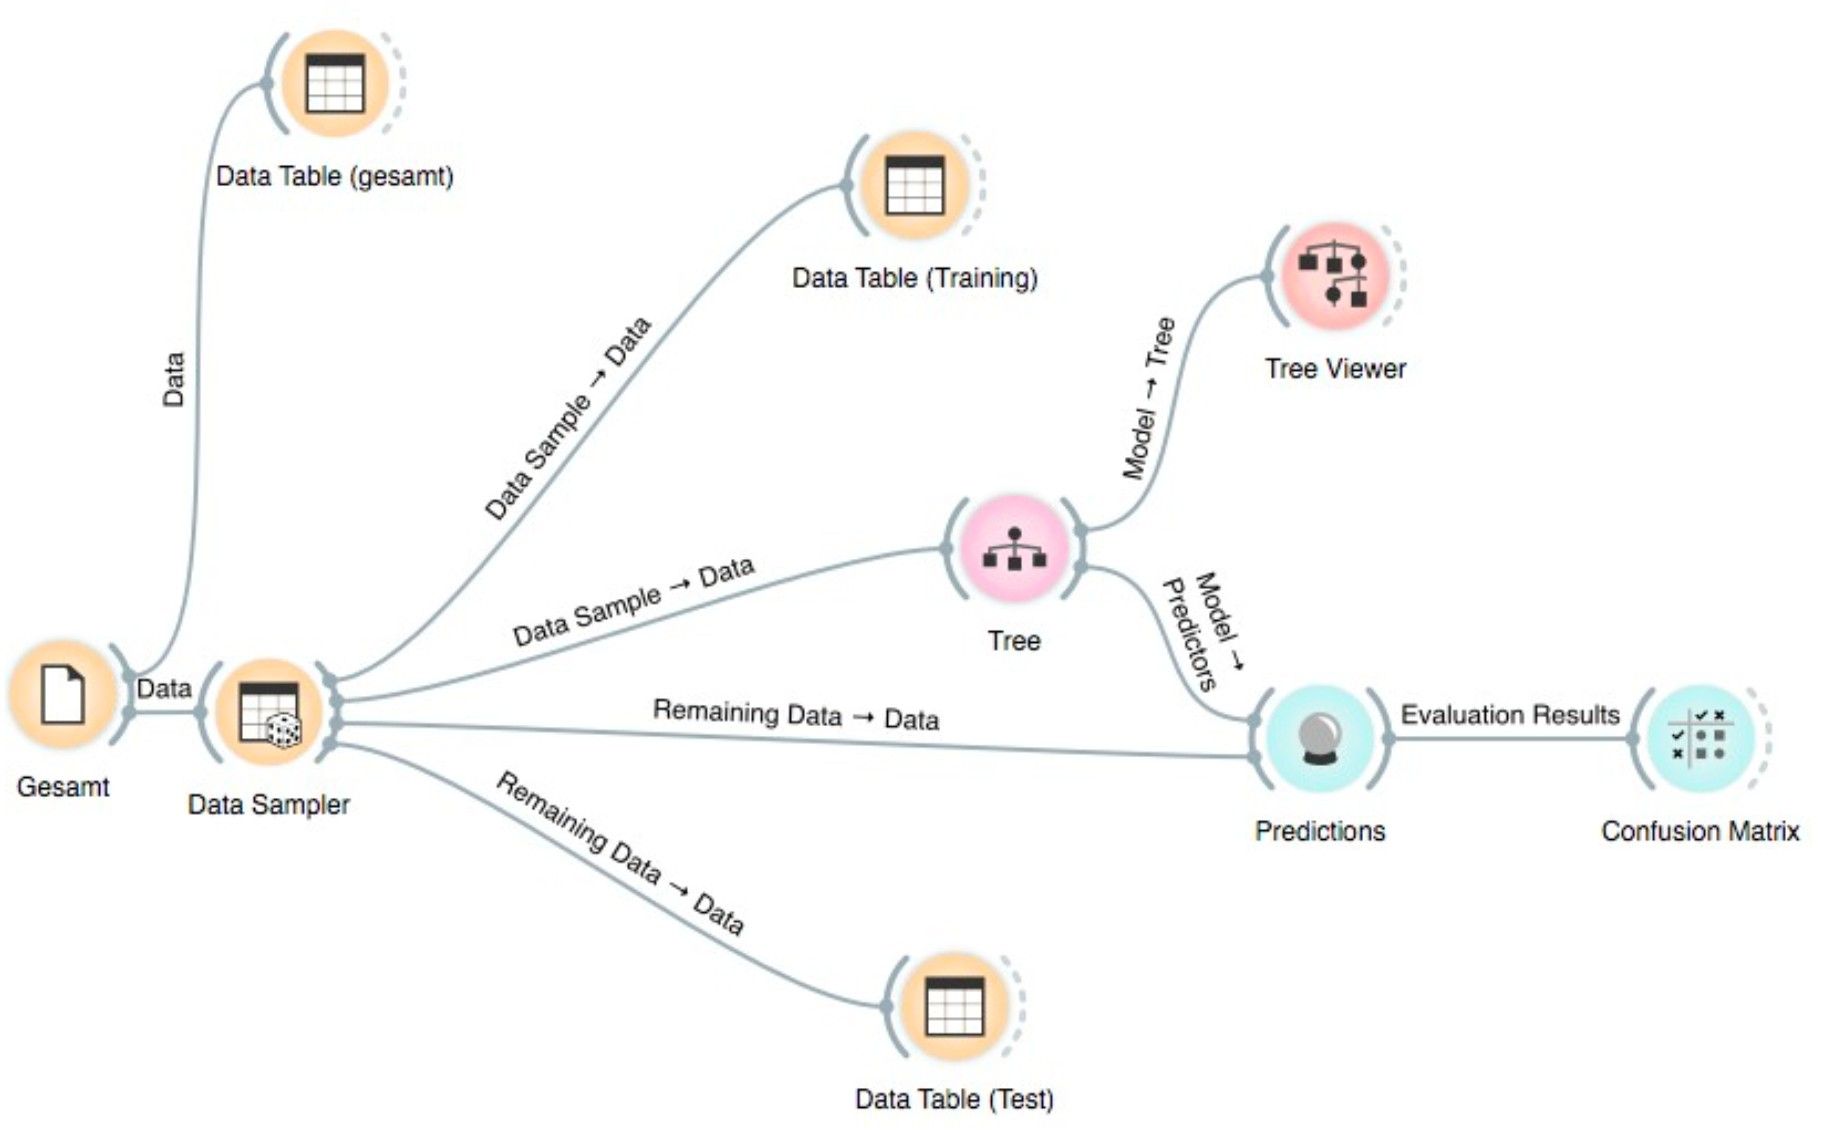 Data Table (gesamt)
Data Table (Training)
Data
Data Sample → Data
Model → Tree
Tree Viewer
Data Sample → Data
Tree
Model →
Predictors
Data
Gesamt
Data Sampler
Remaining Data → Data
Evaluation Results
Predictions
Confusion Matrix
Remaining Data → Data
Data Table (Test)